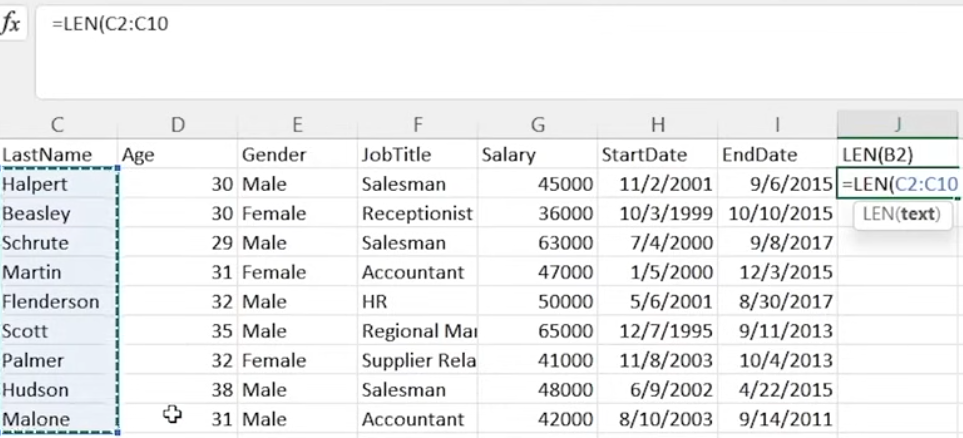 fx =LEN(C2:C10
C D E F G H I J
LastName Age Gender JobTitle Salary StartDate EndDate LEN(B2)
Halpert 30 Male Salesman 45000 11/2/2001 9/6/2015 =LEN(C2:C10
Beasley 30 Female Receptionist 36000 10/3/1999 10/10/2015 LEN(text)
Schrute 29 Male Salesman 63000 7/4/2000 9/8/2017
Martin 31 Female Accountant 47000 1/5/2000 12/3/2015
Flenderson 32 Male HR 50000 5/6/2001 8/30/2017
Scott 35 Male Regional Mar 65000 12/7/1995 9/11/2013
Palmer 32 Female Supplier Rela 41000 11/8/2003 10/4/2013
Hudson 38 Male Salesman 48000 6/9/2002 4/22/2015
Malone 31 Male Accountant 42000 8/10/2003 9/14/2011